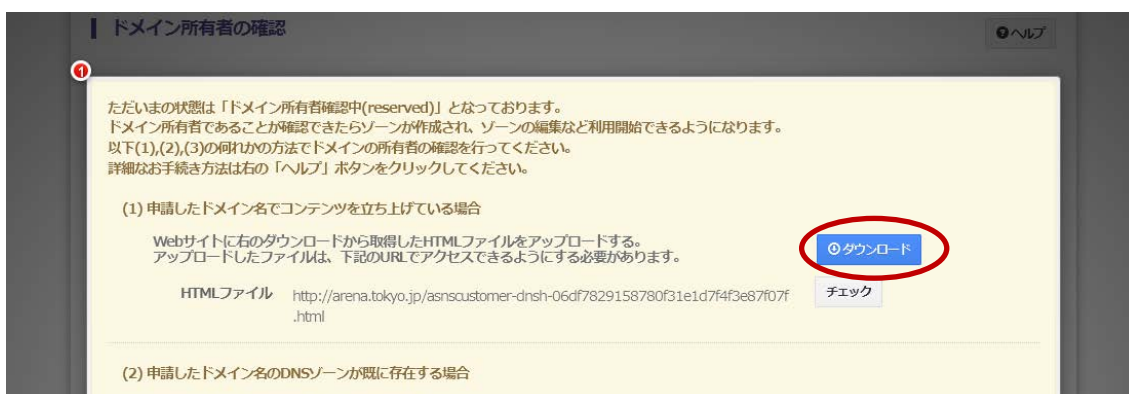 ドメイン所有者の確認
ヘルプ
1
ただいまの状態は「ドメイン所有者確認中(reserved)」となっております。
ドメイン所有者であることが確認できたらゾーンが作成され、ゾーンの編集など利用開始できるようになります。
以下(1),(2),(3)の何れかの方法でドメインの所有者の確認を行ってください。
詳細なお手続き方法は右の「ヘルプ」ボタンをクリックしてください。
(1) 申請したドメイン名でコンテンツを立ち上げている場合
Webサイトに右のダウンロードから取得したHTMLファイルをアップロードする。
アップロードしたファイルは、下記のURLでアクセスできるようにする必要があります。
ダウンロード
HTMLファイル http://arena.tokyo.jp/asnscustomer-dnsh-06df7829158780f31e1d7f4f3e87f07f
.html
チェック
(2) 申請したドメイン名のDNSゾーンが既に存在する場合